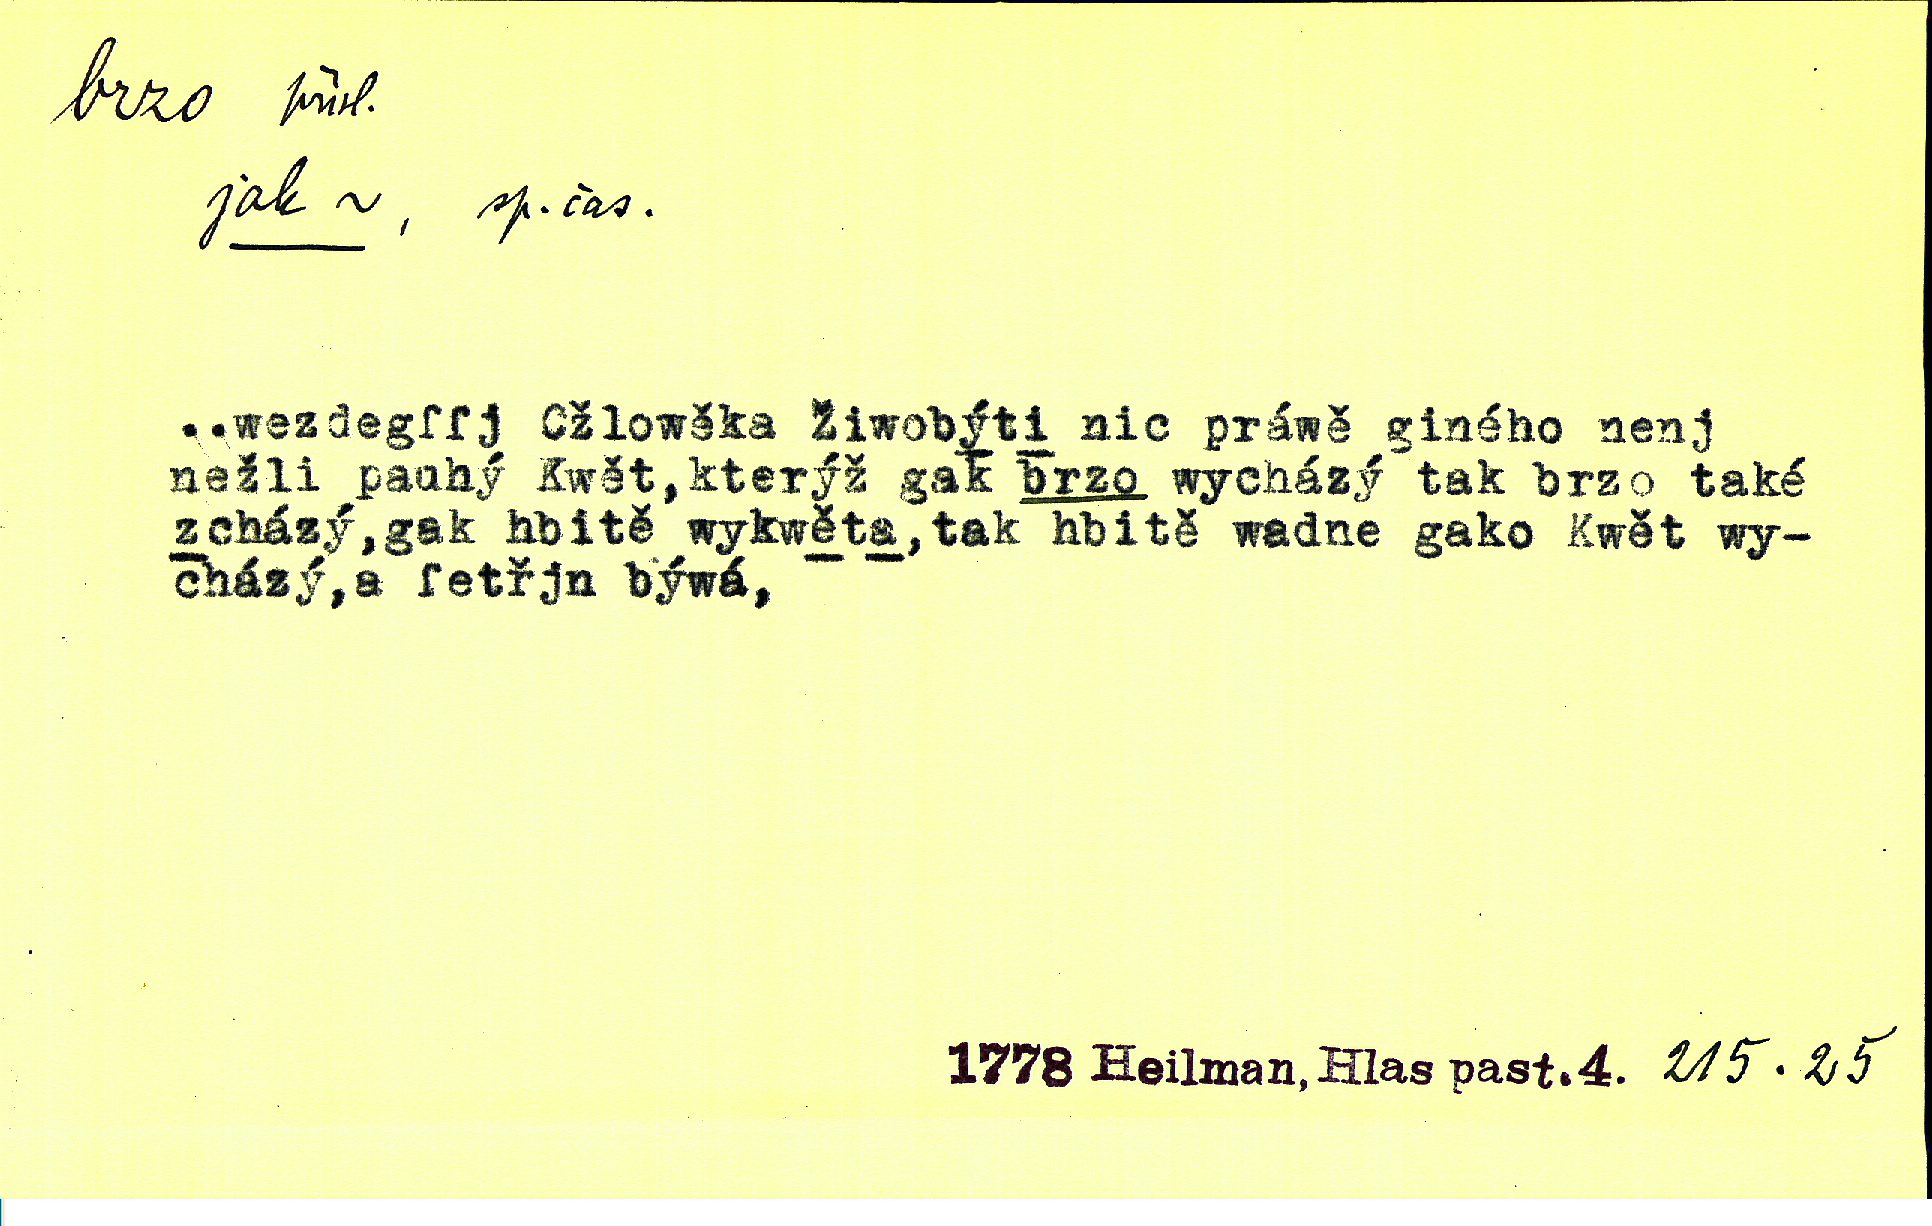 brzo přísl.
jak ~, sp. čas.
..wezdegſſj Cžlowěka Žiwobýti nic práwě giného nenj
nežli pauhý Kwět,kterýž gak brzo wycházý tak brzo také
zcházý,gak hbitě wykwěta,tak hbitě wadne gako Kwět wy-
cházý,a ſetřjn býwá,
1778 Heilman, Hlas past.4. 215.25